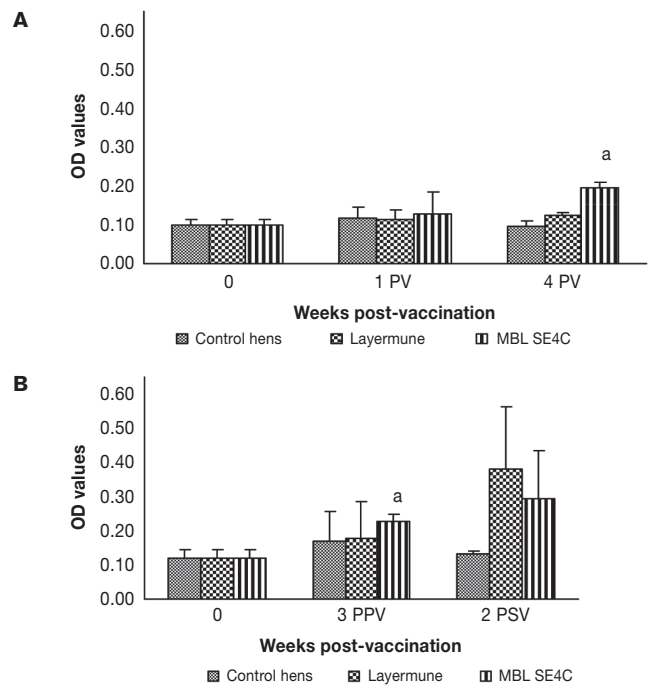 A
0.60
0.50
0.40
0.30
0.20
0.10
0.00
OD values
a
0 1 PV 4 PV
Weeks post-vaccination
Control hens Layermune MBL SE4C
B
0.60
0.50
0.40
0.30
0.20
0.10
0.00
OD values
a
0 3 PPV 2 PSV
Weeks post-vaccination
Control hens Layermune MBL SE4C